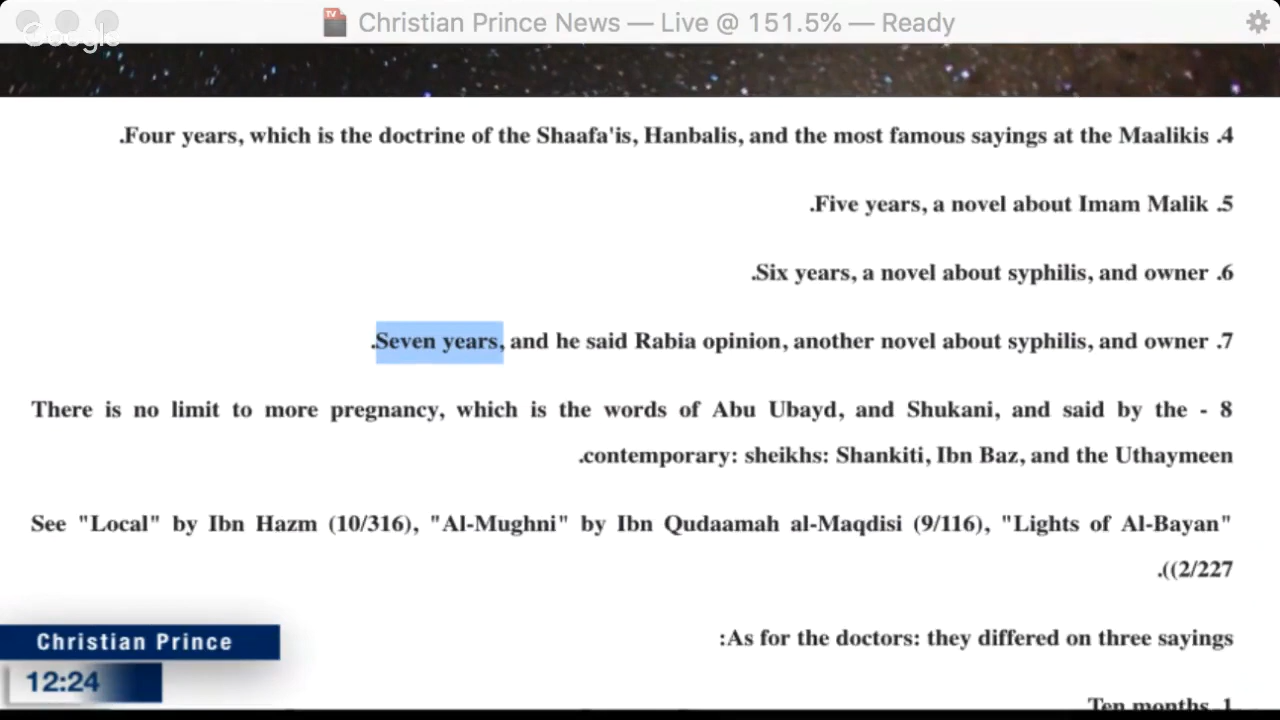 Google
Christian Prince News — Live @ 151.5% — Ready
.Four years, which is the doctrine of the Shaafa'is, Hanbalis, and the most famous sayings at the Maalikis .4
.Five years, a novel about Imam Malik .5
.Six years, a novel about syphilis, and owner .6
.Seven years, and he said Rabia opinion, another novel about syphilis, and owner .7
There is no limit to more pregnancy, which is the words of Abu Ubayd, and Shukani, and said by the - 8
.contemporary: sheikhs: Shankiti, Ibn Baz, and the Uthaymeen
See "Local" by Ibn Hazm (10/316), "Al-Mughni" by Ibn Qudaamah al-Maqdisi (9/116), "Lights of Al-Bayan"
.((2/227
:As for the doctors: they differed on three sayings
Ten months .1
Christian Prince
12:24